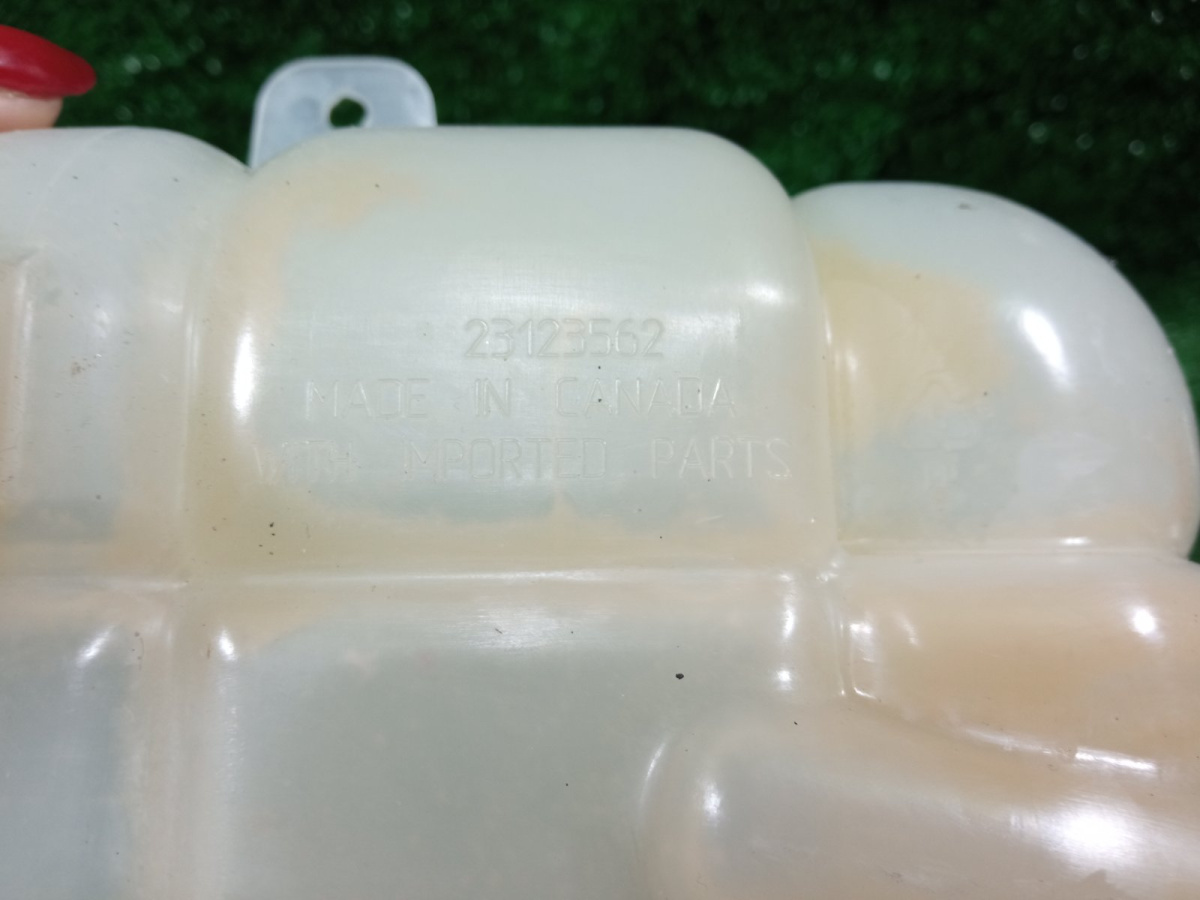 23123562
MADE IN CANADA
WITH IMPORTED PARTS